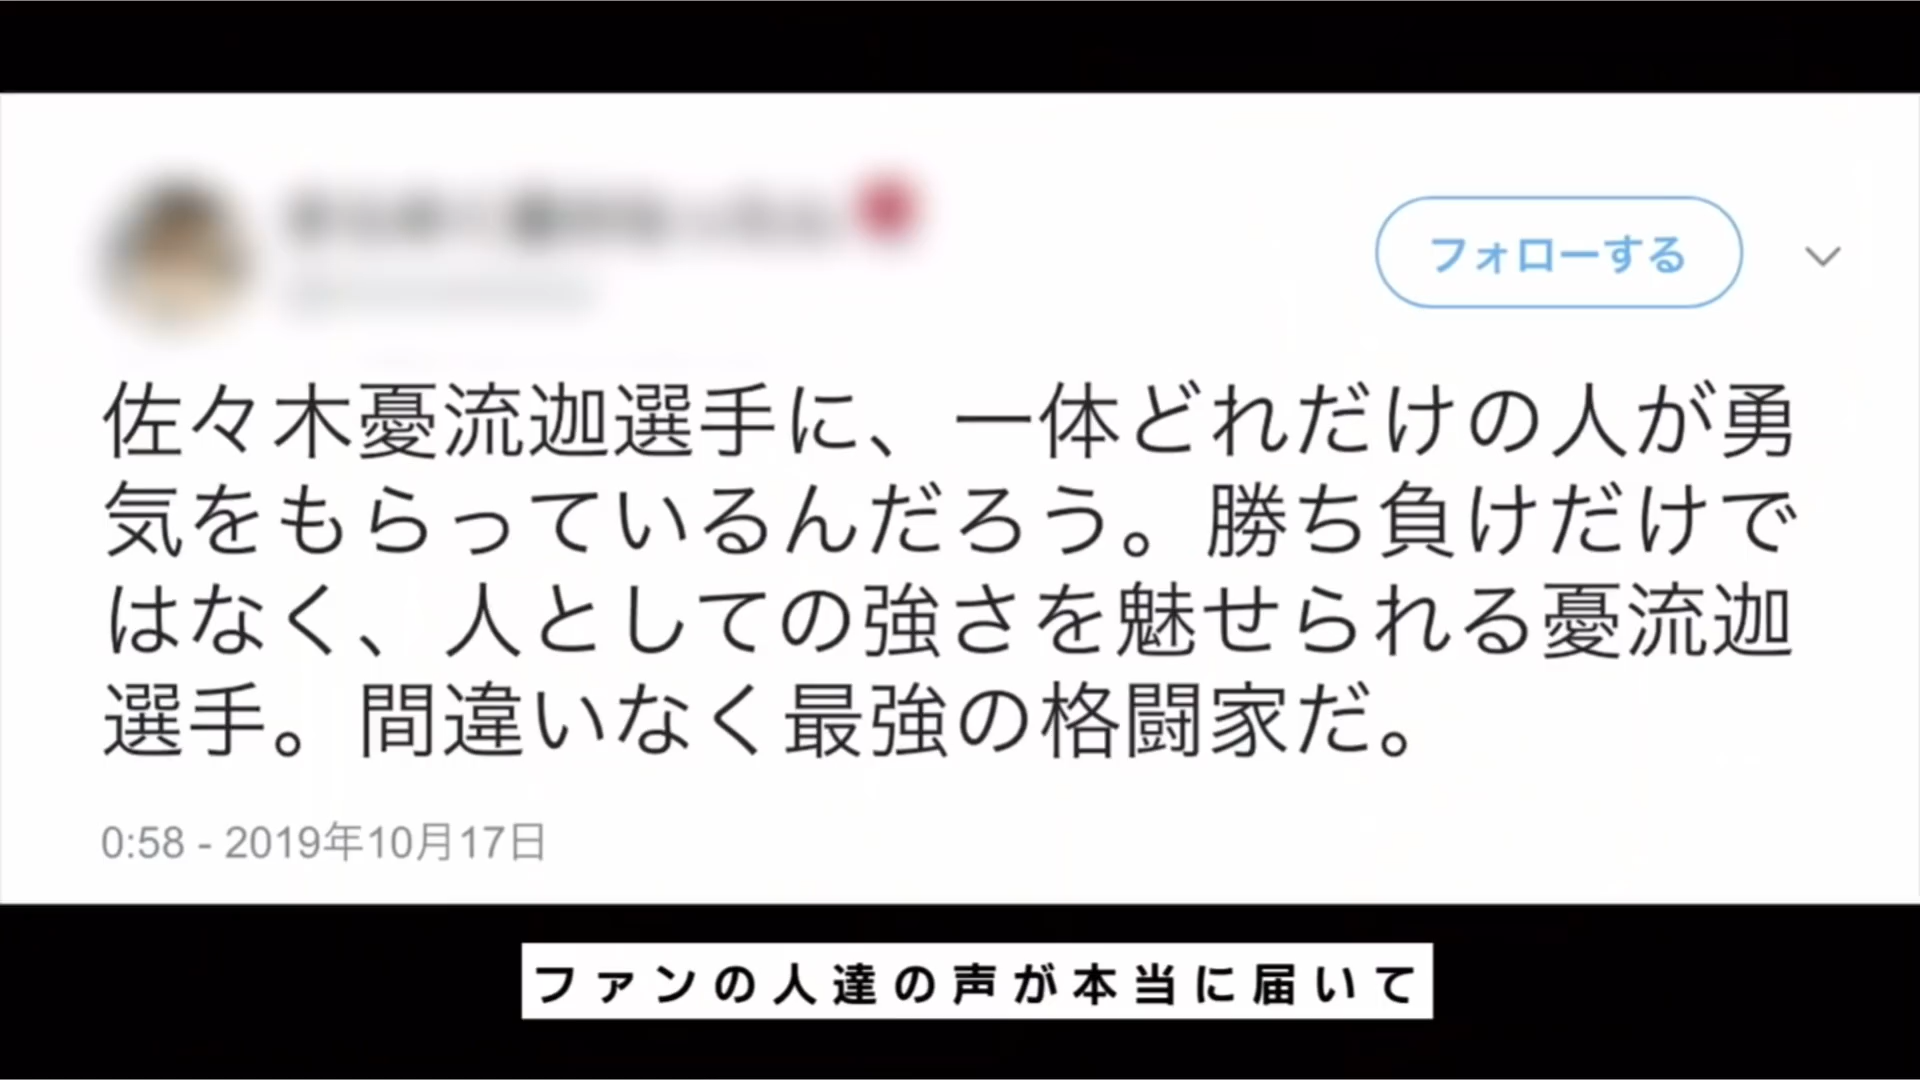 フォローする
佐々木憂流迦選手に、一体どれだけの人が勇
気をもらっているんだろう。勝ち負けだけで
はなく、人としての強さを魅せられる憂流迦
選手。間違いなく最強の格闘家だ。
0:58 - 2019年10月17日
ファンの人達の声が本当に届いて